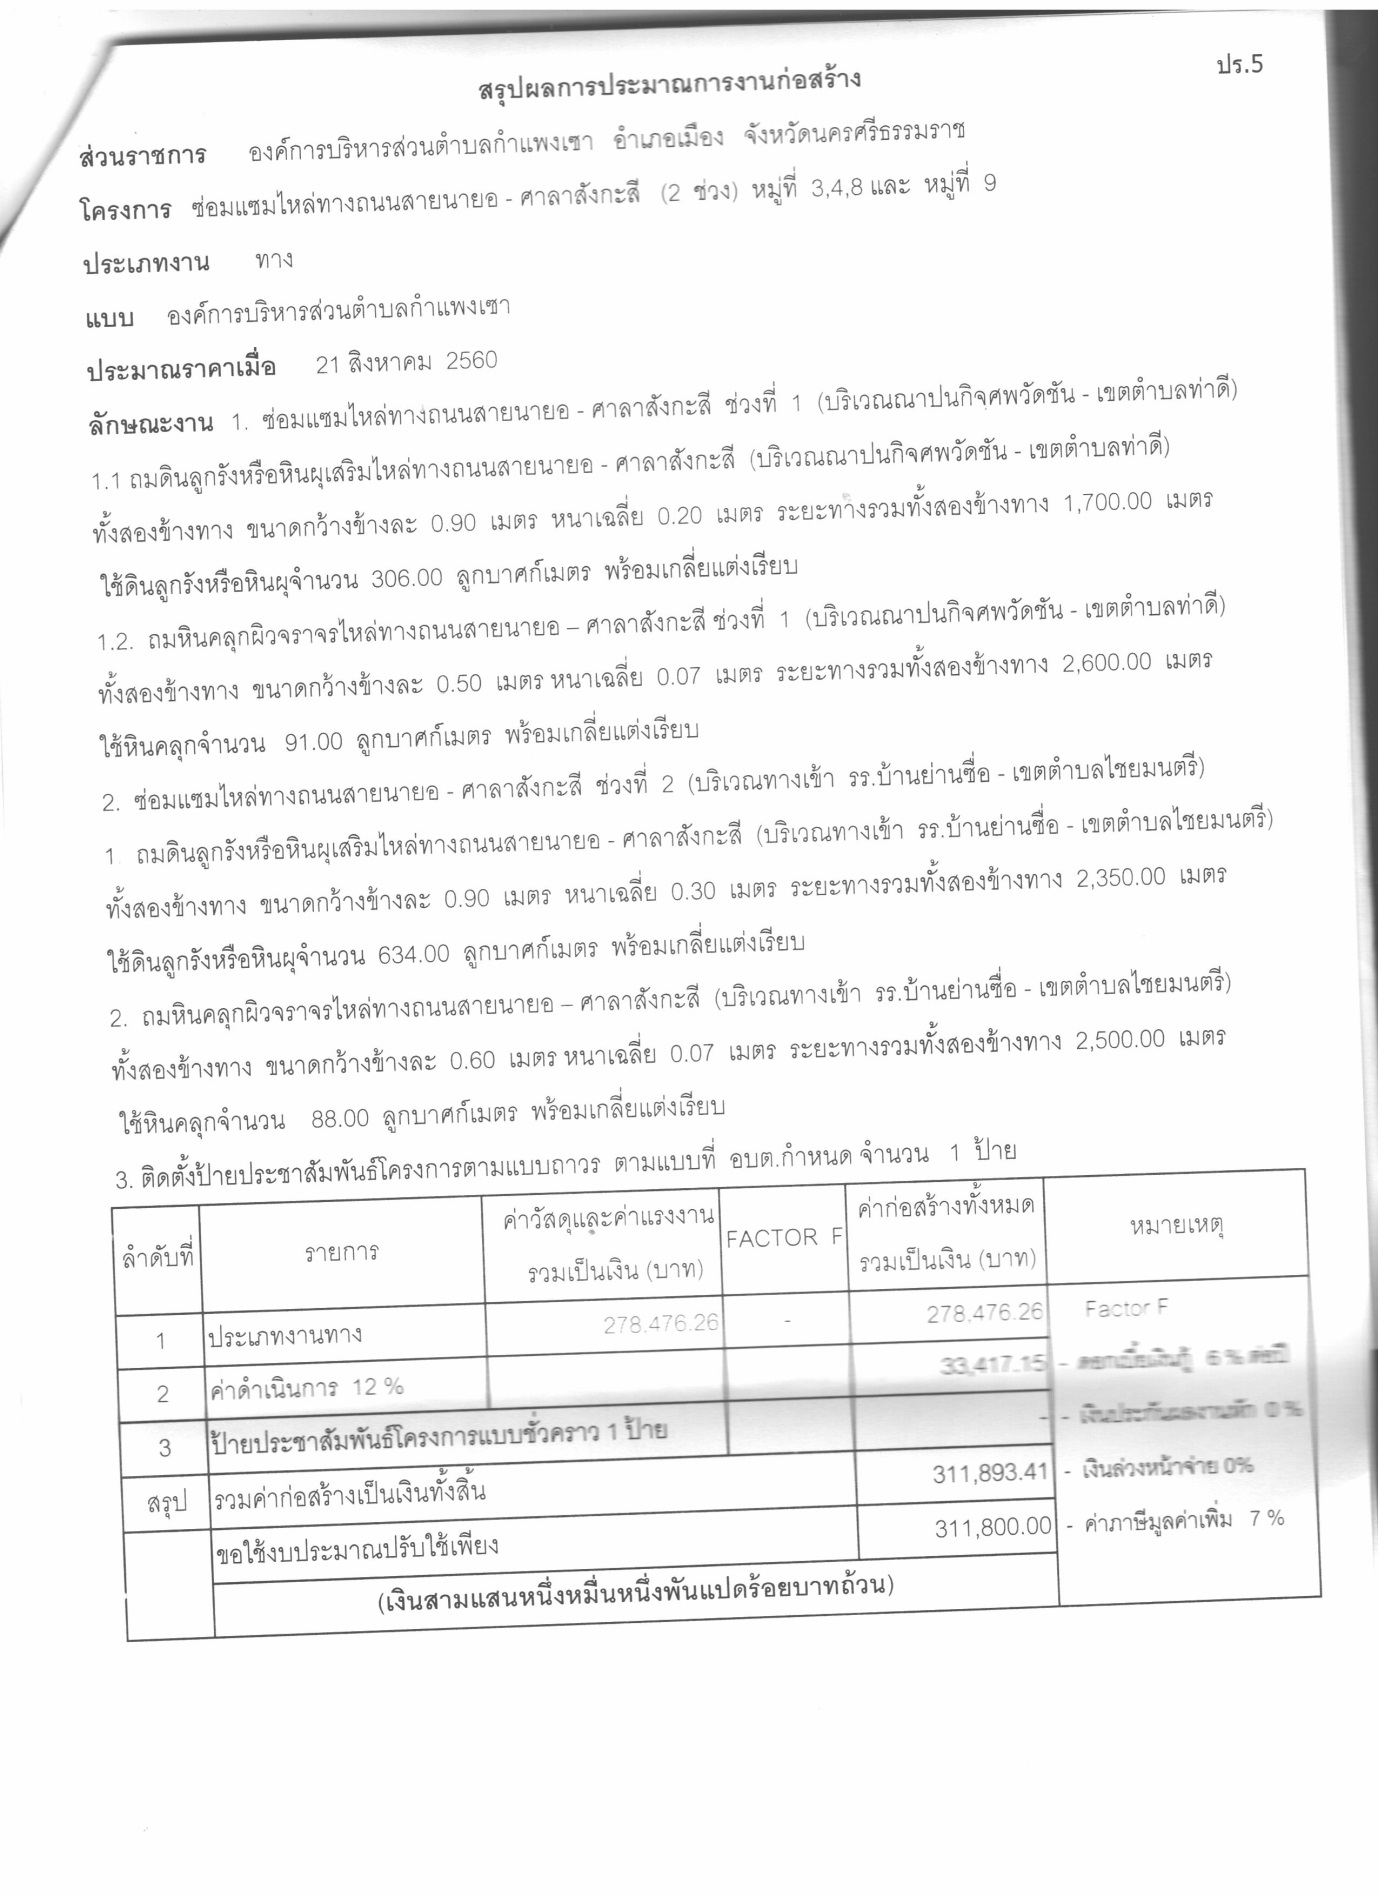 ปร.5
สรุปผลการประมาณการงานก่อสร้าง
ส่วนราชการ องค์การบริหารส่วนตำบลกำแพงเซา อำเภอเมือง จังหวัดนครศรีธรรมราช
โครงการ ซ่อมแซมไหล่ทางถนนสายนายอ - ศาลาสังกะสี (2 ช่วง) หมู่ที่ 3,4,8 และ หมู่ที่ 9
ประเภทงาน ทาง
แบบ องค์การบริหารส่วนตำบลกำแพงเซา
ประมาณราคาเมื่อ 21 สิงหาคม 2560
ลักษณะงาน 1. ซ่อมแซมไหล่ทางถนนสายนายอ - ศาลาสังกะสี ช่วงที่ 1 (บริเวณณาปนกิจศพวัดชัน - เขตตำบลท่าดี)
1.1 ถมดินลูกรังหรือหินผุเสริมไหล่ทางถนนสายนายอ - ศาลาสังกะสี (บริเวณณาปนกิจศพวัดชัน - เขตตำบลท่าดี)
ทั้งสองข้างทาง ขนาดกว้างข้างละ 0.90 เมตร หนาเฉลี่ย 0.20 เมตร ระยะทางรวมทั้งสองข้างทาง 1,700.00 เมตร
ใช้ดินลูกรังหรือหินผุจำนวน 306.00 ลูกบาศก์เมตร พร้อมเกลี่ยแต่งเรียบ
1.2. ถมหินคลุกผิวจราจรไหล่ทางถนนสายนายอ – ศาลาสังกะสี ช่วงที่ 1 (บริเวณณาปนกิจศพวัดชัน - เขตตำบลท่าดี)
ทั้งสองข้างทาง ขนาดกว้างข้างละ 0.50 เมตร หนาเฉลี่ย 0.07 เมตร ระยะทางรวมทั้งสองข้างทาง 2,600.00 เมตร
ใช้หินคลุกจำนวน 91.00 ลูกบาศก์เมตร พร้อมเกลี่ยแต่งเรียบ
2. ซ่อมแซมไหล่ทางถนนสายนายอ - ศาลาสังกะสี ช่วงที่ 2 (บริเวณทางเข้า รร.บ้านย่านซื่อ - เขตตำบลไชยมนตรี)
1 ถมดินลูกรังหรือหินผุเสริมไหล่ทางถนนสายนายอ - ศาลาสังกะสี (บริเวณทางเข้า รร.บ้านย่านซื่อ - เขตตำบลไชยมนตรี)
ทั้งสองข้างทาง ขนาดกว้างข้างละ 0.90 เมตร หนาเฉลี่ย 0.30 เมตร ระยะทางรวมทั้งสองข้างทาง 2,350.00 เมตร
ใช้ดินลูกรังหรือหินผุจำนวน 634.00 ลูกบาศก์เมตร พร้อมเกลี่ยแต่งเรียบ
2. ถมหินคลุกผิวจราจรไหล่ทางถนนสายนายอ – ศาลาสังกะสี (บริเวณทางเข้า รร.บ้านย่านซื่อ - เขตตำบลไชยมนตรี)
ทั้งสองข้างทาง ขนาดกว้างข้างละ 0.60 เมตร หนาเฉลี่ย 0.07 เมตร ระยะทางรวมทั้งสองข้างทาง 2,500.00 เมตร
ใช้หินคลุกจำนวน 88.00 ลูกบาศก์เมตร พร้อมเกลี่ยแต่งเรียบ
3. ติดตั้งป้ายประชาสัมพันธ์โครงการตามแบบถาวร ตามแบบที่ อบต.กำหนด จำนวน 1 ป้าย
ลำดับที่ รายการ ค่าวัสดุและค่าแรงงาน รวมเป็นเงิน (บาท) FACTOR F ค่าก่อสร้างทั้งหมด รวมเป็นเงิน (บาท) หมายเหตุ
1 ประเภทงานทาง 278,476.26 - 278,476.26 Factor F
2 ค่าดำเนินการ 12 % 33,417.15 - ดอกเบี้ยเงินกู้ 6 % ต่อปี
3 ป้ายประชาสัมพันธ์โครงการแบบชั่วคราว 1 ป้าย - - เงินประกันผลงานหัก 0 %
สรุป รวมค่าก่อสร้างเป็นเงินทั้งสิ้น 311,893.41 - เงินล่วงหน้าจ่าย 0%
ขอใช้งบประมาณปรับใช้เพียง 311,800.00 - ค่าภาษีมูลค่าเพิ่ม 7 %
(เงินสามแสนหนึ่งหมื่นหนึ่งพันแปดร้อยบาทถ้วน)